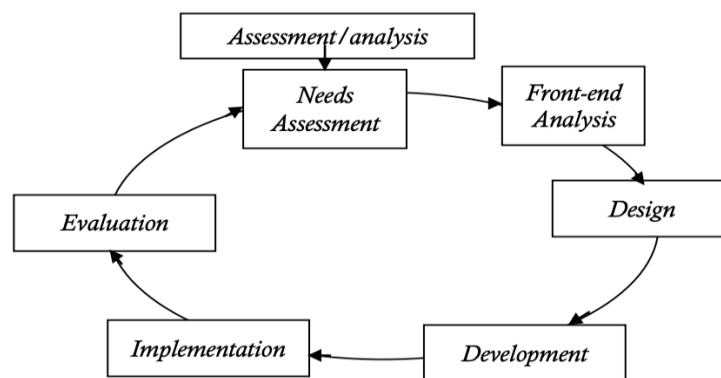 Assessment/analysis
Needs
Assessment
Front-end
Analysis
Design
Development
Implementation
Evaluation